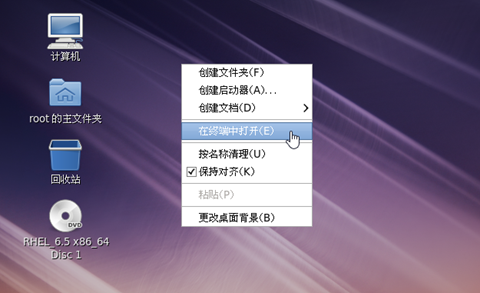 计算机
root 的主文件夹
回收站
DVD
RHEL_6.5 x86_64
Disc 1
创建文件夹(F)
创建启动器(A)...
创建文档(D)
在终端中打开(E)
按名称清理(U)
保持对齐(K)
粘贴(P)
更改桌面背景(B)